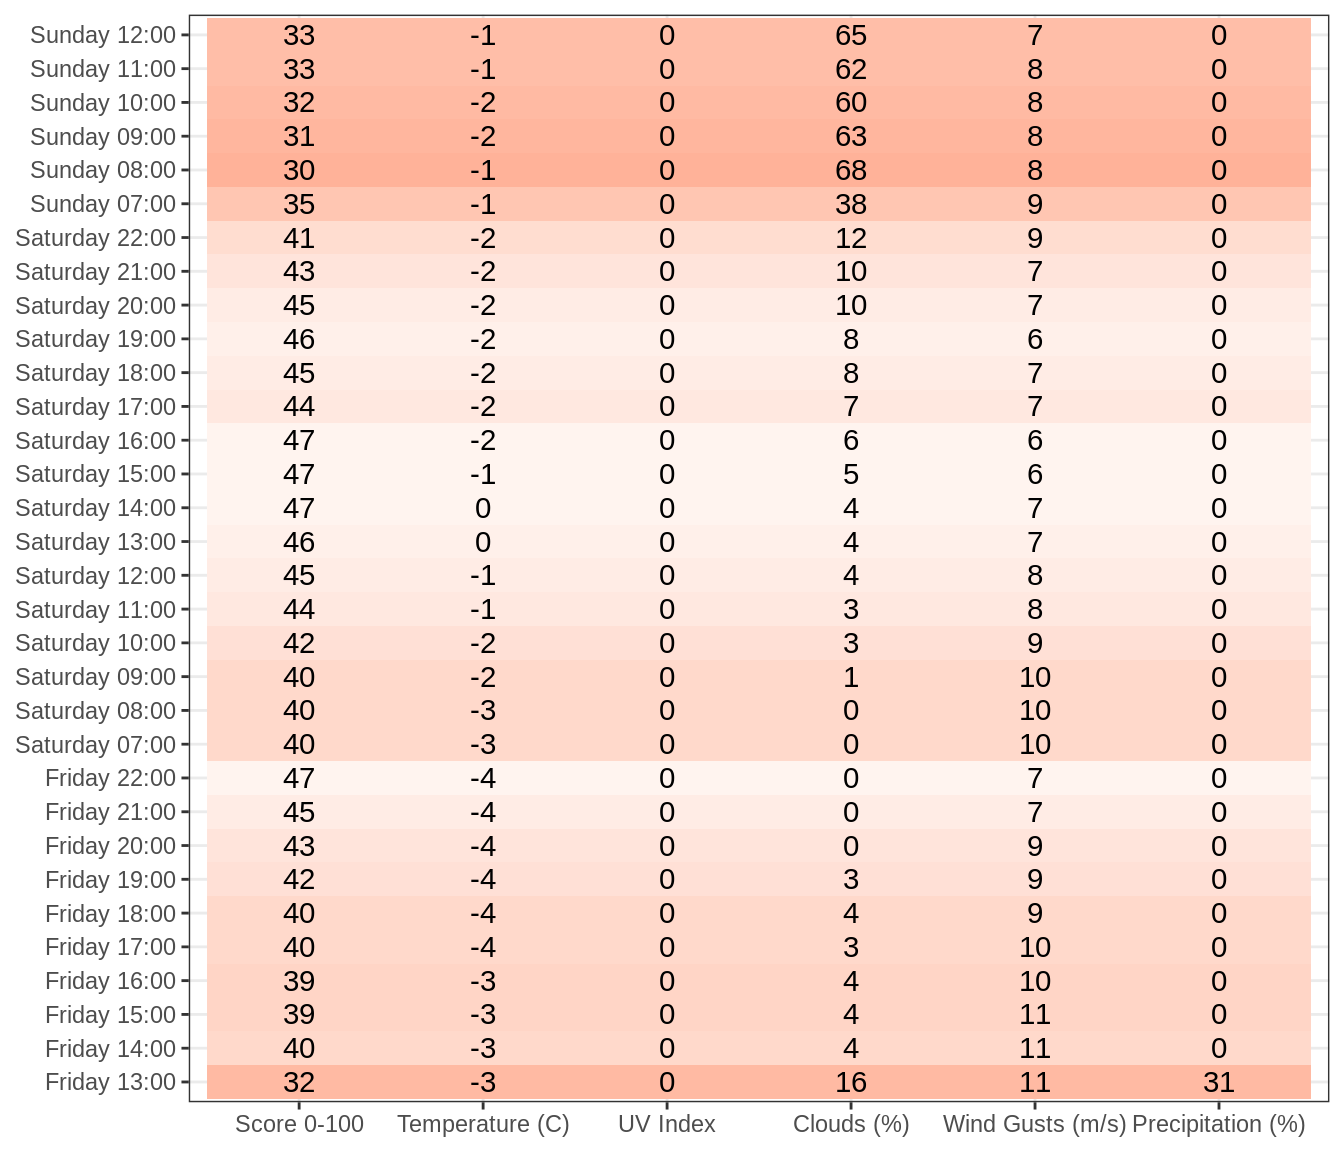 Sunday 12:00 33 -1 0 65 7 0
Sunday 11:00 33 -1 0 62 8 0
Sunday 10:00 32 -2 0 60 8 0
Sunday 09:00 31 -2 0 63 8 0
Sunday 08:00 30 -1 0 68 8 0
Sunday 07:00 35 -1 0 38 9 0
Saturday 22:00 41 -2 0 12 9 0
Saturday 21:00 43 -2 0 10 7 0
Saturday 20:00 45 -2 0 10 7 0
Saturday 19:00 46 -2 0 8 6 0
Saturday 18:00 45 -2 0 8 7 0
Saturday 17:00 44 -2 0 7 7 0
Saturday 16:00 47 -2 0 6 6 0
Saturday 15:00 47 -1 0 5 6 0
Saturday 14:00 47 0 0 4 7 0
Saturday 13:00 46 0 0 4 7 0
Saturday 12:00 45 -1 0 4 8 0
Saturday 11:00 44 -1 0 3 8 0
Saturday 10:00 42 -2 0 3 9 0
Saturday 09:00 40 -2 0 1 10 0
Saturday 08:00 40 -3 0 0 10 0
Saturday 07:00 40 -3 0 0 10 0
Friday 22:00 47 -4 0 0 7 0
Friday 21:00 45 -4 0 0 7 0
Friday 20:00 43 -4 0 0 9 0
Friday 19:00 42 -4 0 3 9 0
Friday 18:00 40 -4 0 4 9 0
Friday 17:00 40 -4 0 3 10 0
Friday 16:00 39 -3 0 4 10 0
Friday 15:00 39 -3 0 4 11 0
Friday 14:00 40 -3 0 4 11 0
Friday 13:00 32 -3 0 16 11 31
Score 0-100 Temperature (C) UV Index Clouds (%) Wind Gusts (m/s) Precipitation (%)